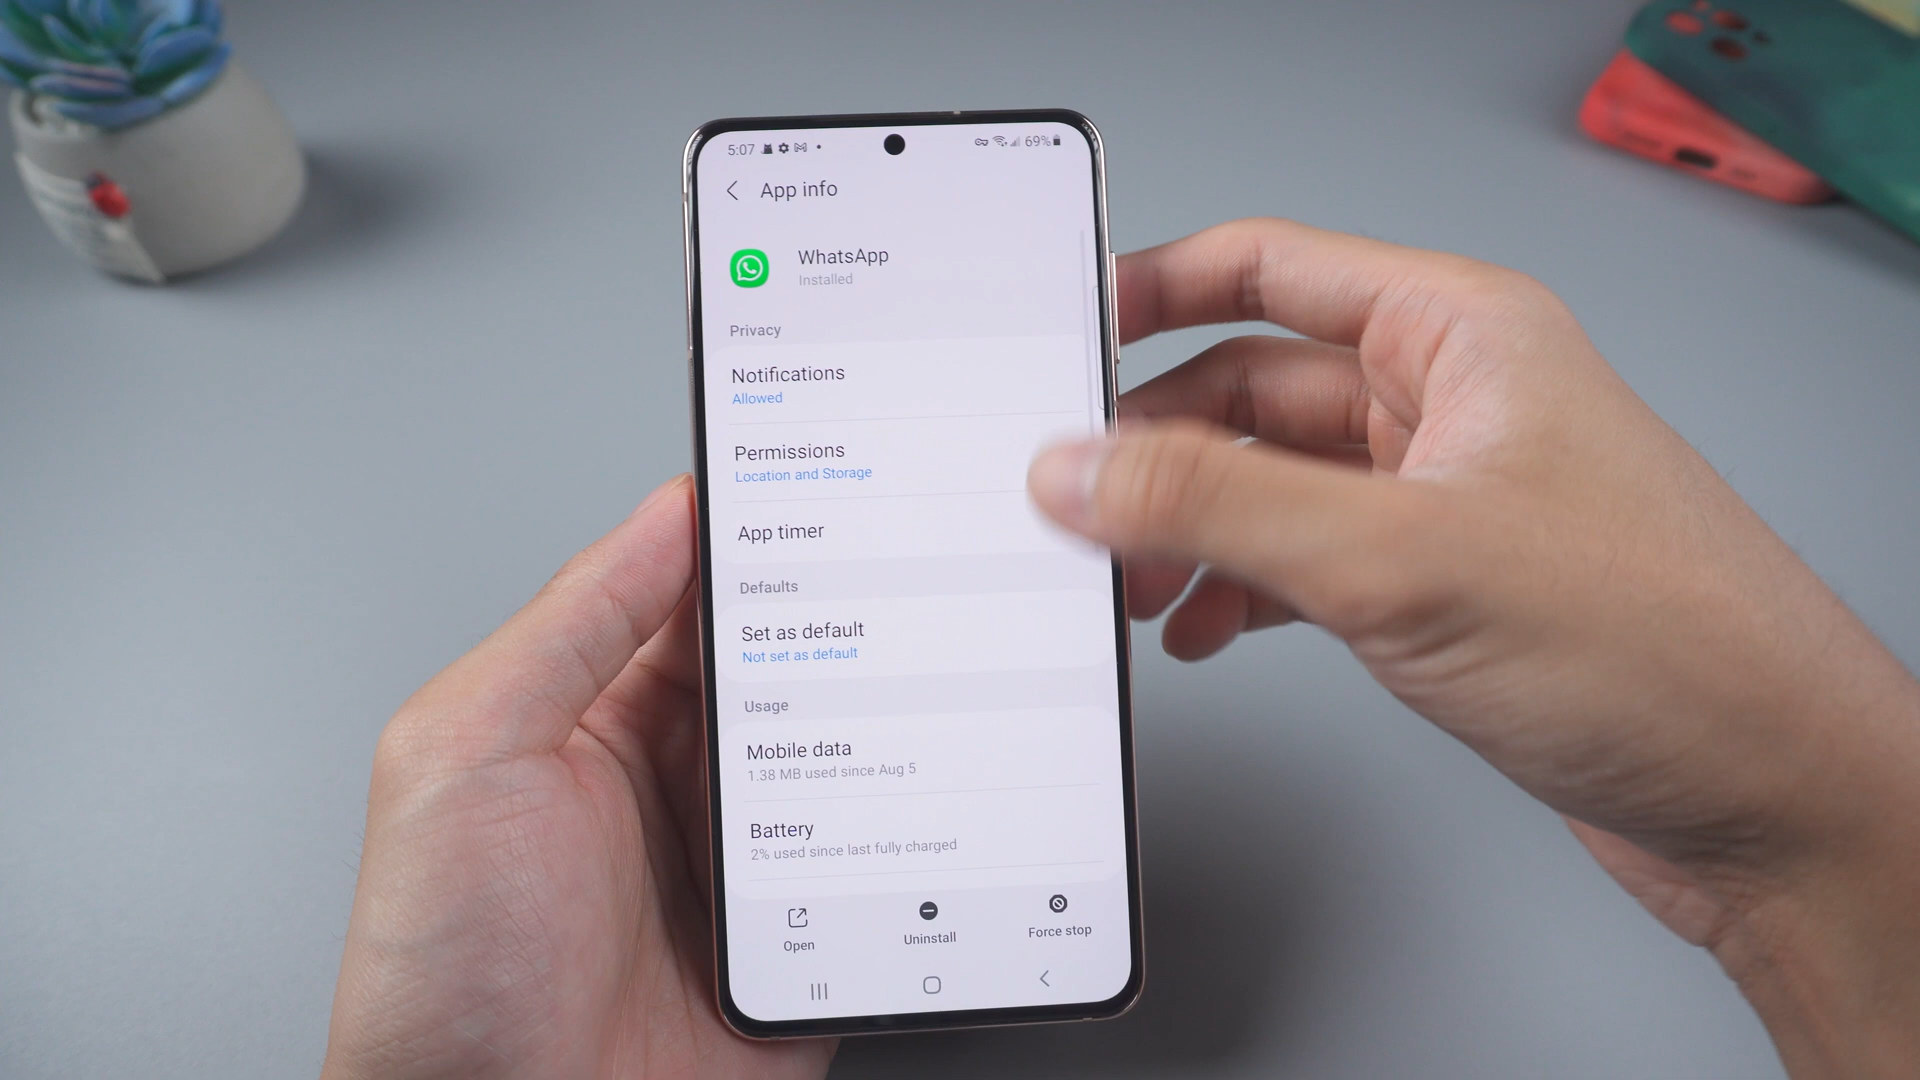 5:07 69%
App info
WhatsApp
Installed
Privacy
Notifications
Allowed
Permissions
Location and Storage
App timer
Defaults
Set as default
Not set as default
Usage
Mobile data
1.38 MB used since Aug 5
Battery
2% used since last fully charged
Open Uninstall Force stop